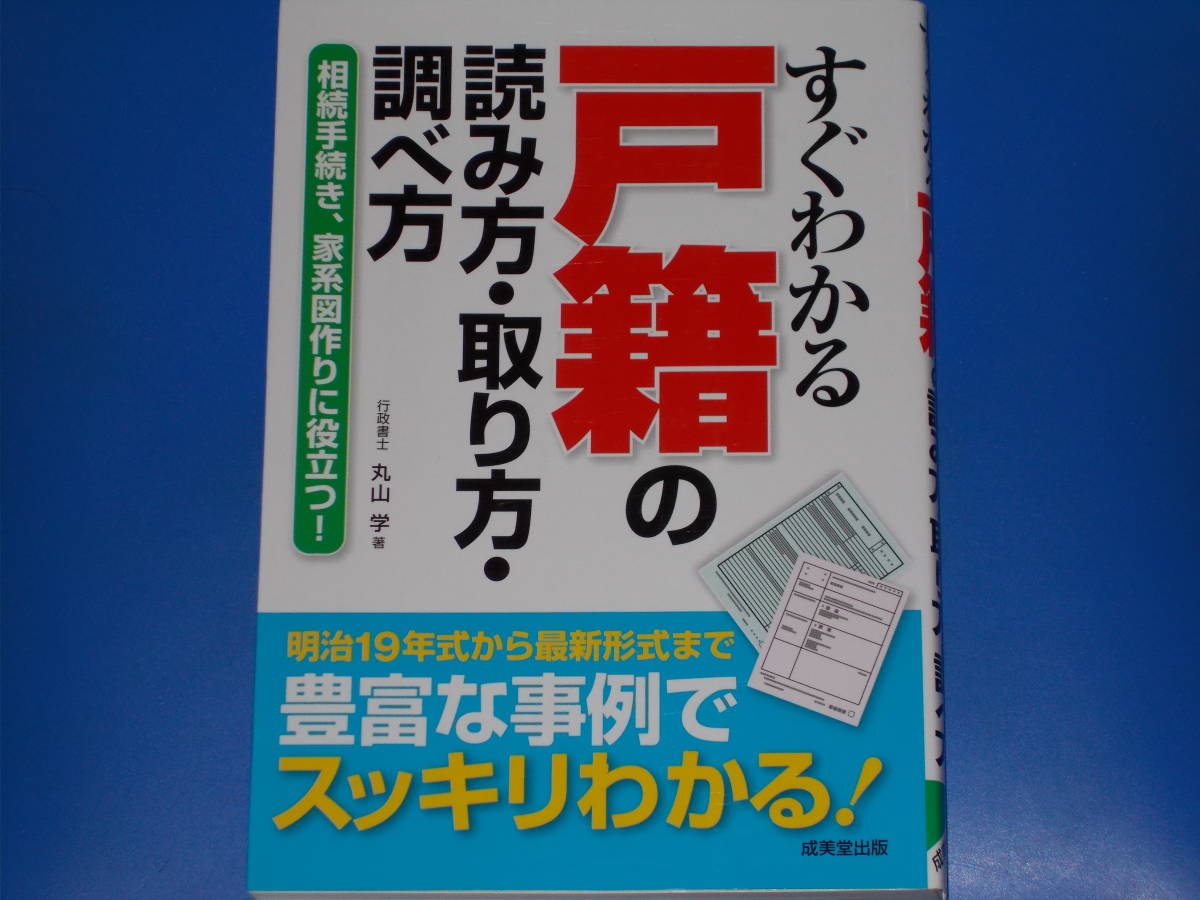 すぐわかる
戸籍の
読み方・取り方・
調べ方
相続手続き、家系図作りに役立つ！
行政書士 丸山 学 著
明治19年式から最新形式まで
豊富な事例で
スッキリわかる！
成美堂出版